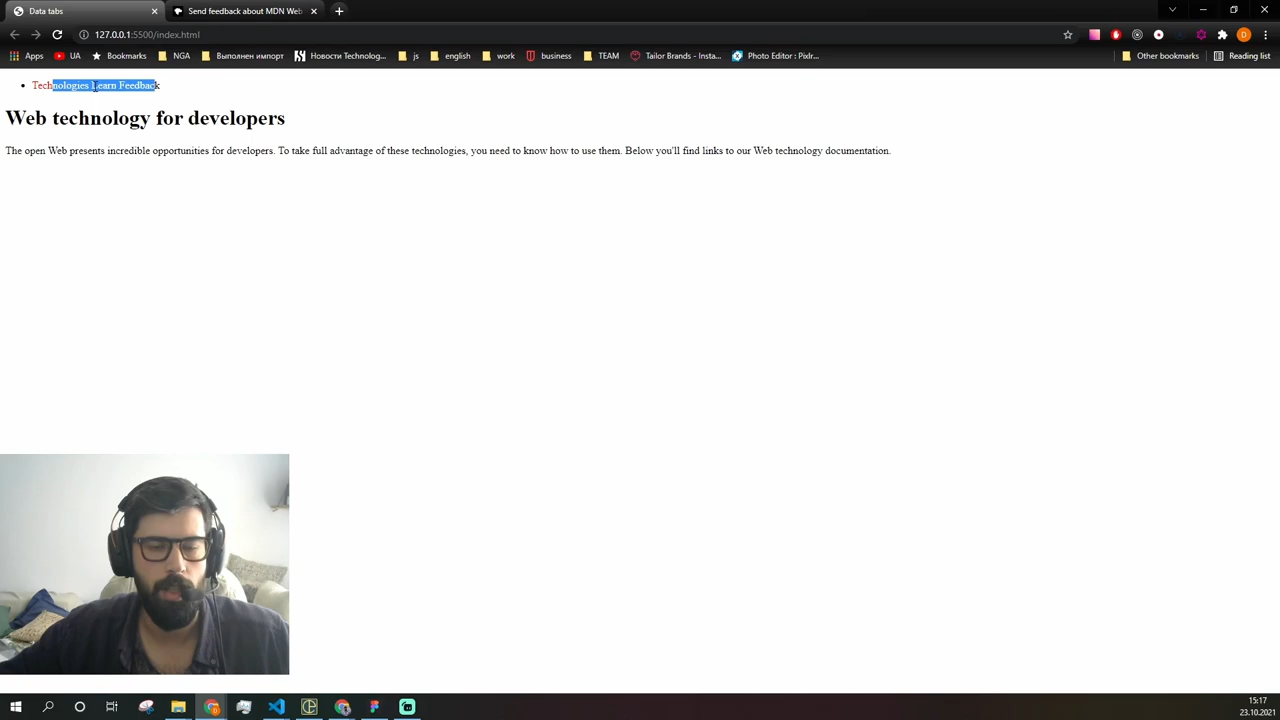 Data tabs
Send feedback about MDN Web
127.0.0.1:5500/index.html
Apps UA Bookmarks NGA Выполнен импорт Новости Technolog... js english work business TEAM Tailor Brands - Insta... Photo Editor : Pixlr... Other bookmarks Reading list
Technologies Learn Feedback
Web technology for developers
The open Web presents incredible opportunities for developers. To take full advantage of these technologies, you need to know how to use them. Below you'll find links to our Web technology documentation.
15:17
23.10.2021